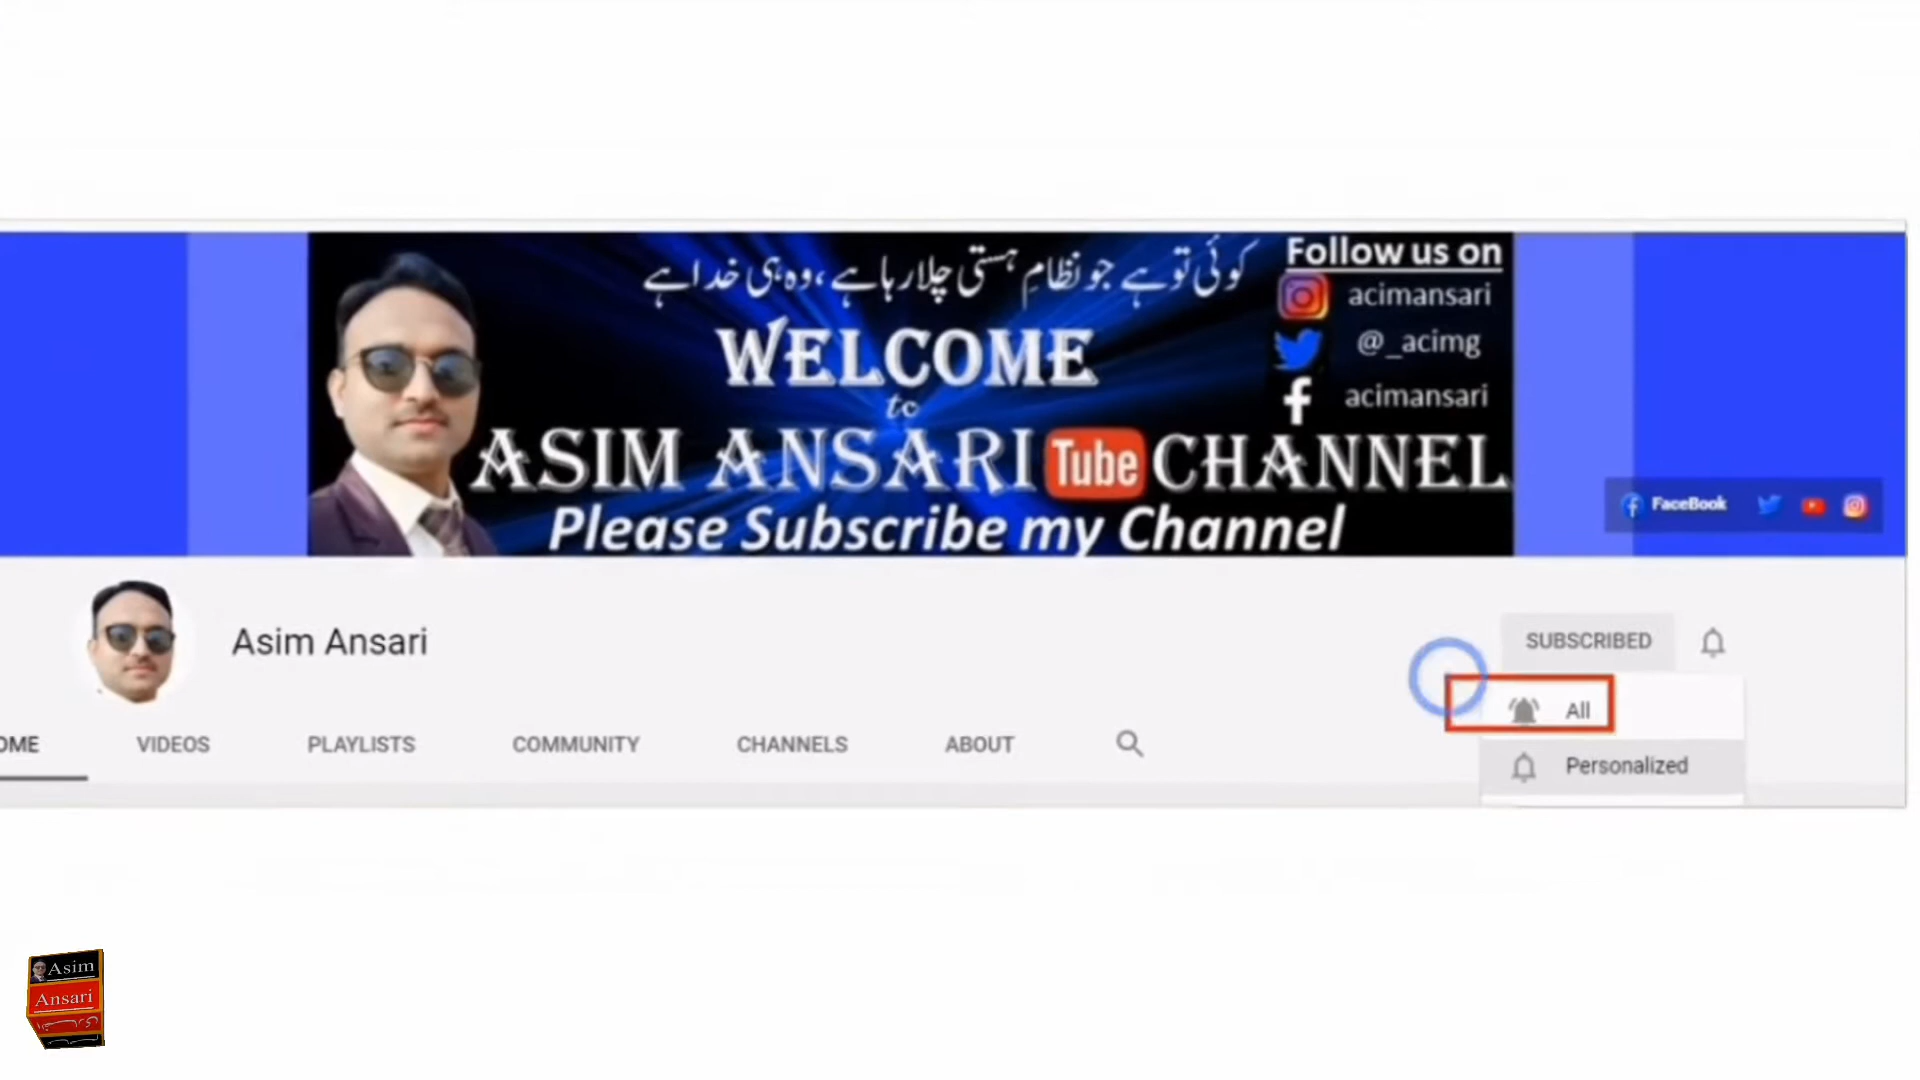 کوئی تو ہے جو نظامِ ہستی چلا رہا ہے ، وہ ہی خدا ہے
Follow us on
acimansari
@_acimg
acimansari
WELCOME
to
ASIM ANSARI Tube CHANNEL
Please Subscribe my Channel
FaceBook
Asim Ansari
SUBSCRIBED
All
Personalized
OME VIDEOS PLAYLISTS COMMUNITY CHANNELS ABOUT
Asim
Ansari